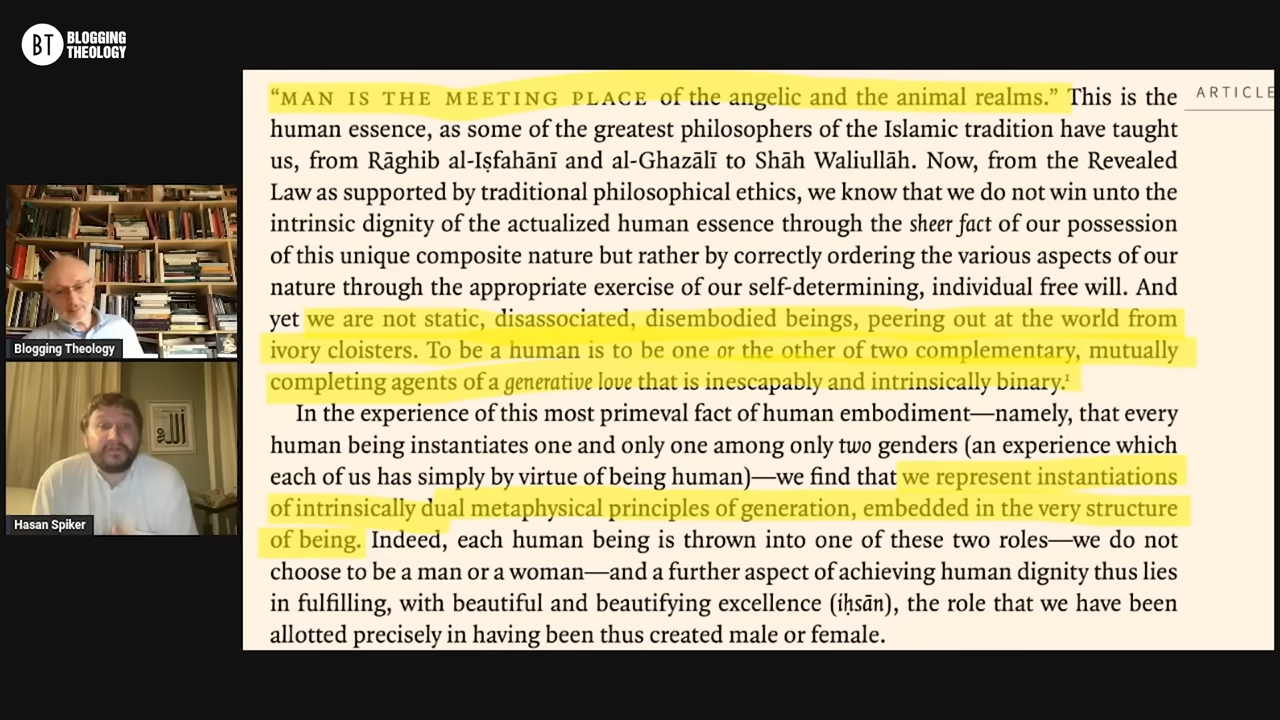 BT BLOGGING
THEOLOGY
Blogging Theology
Hasan Spiker
ARTICLE
“MAN IS THE MEETING PLACE of the angelic and the animal realms.” This is the
human essence, as some of the greatest philosophers of the Islamic tradition have taught
us, from Rāghib al-Iṣfahānī and al-Ghazālī to Shāh Waliullāh. Now, from the Revealed
Law as supported by traditional philosophical ethics, we know that we do not win unto the
intrinsic dignity of the actualized human essence through the sheer fact of our possession
of this unique composite nature but rather by correctly ordering the various aspects of our
nature through the appropriate exercise of our self-determining, individual free will. And
yet we are not static, disassociated, disembodied beings, peering out at the world from
ivory cloisters. To be a human is to be one or the other of two complementary, mutually
completing agents of a generative love that is inescapably and intrinsically binary.¹
In the experience of this most primeval fact of human embodiment—namely, that every
human being instantiates one and only one among only two genders (an experience which
each of us has simply by virtue of being human)—we find that we represent instantiations
of intrinsically dual metaphysical principles of generation, embedded in the very structure
of being. Indeed, each human being is thrown into one of these two roles—we do not
choose to be a man or a woman—and a further aspect of achieving human dignity thus lies
in fulfilling, with beautiful and beautifying excellence (iḥsān), the role that we have been
allotted precisely in having been thus created male or female.